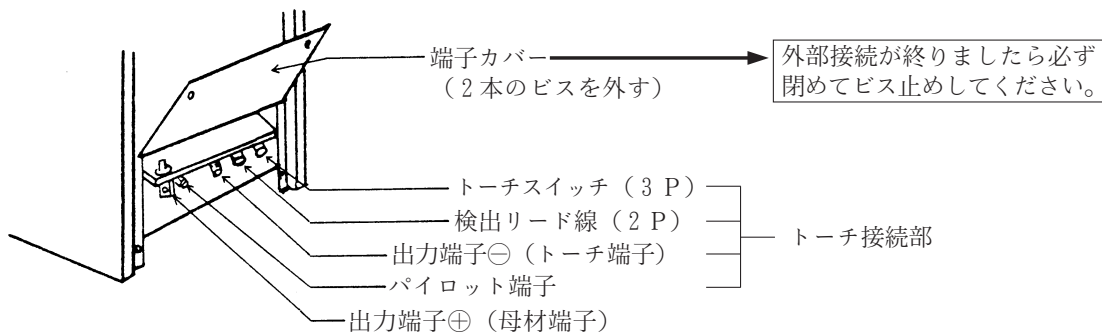 端子カバー
(2本のビスを外す)
外部接続が終りましたら必ず
閉めてビス止めしてください。
トーチスイッチ(3 P)
検出リード線(2 P)
出力端子⊖(トーチ端子)
パイロット端子
出力端子⊕(母材端子)
トーチ接続部